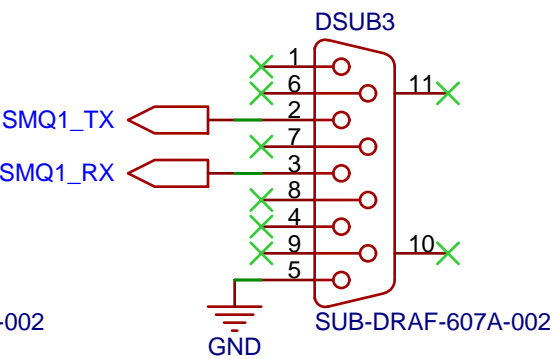 DSUB3
1
6
11
2
SMQ1_TX
7
3
SMQ1_RX
8
4
9
10
5
-002
SUB-DRAF-607A-002
GND